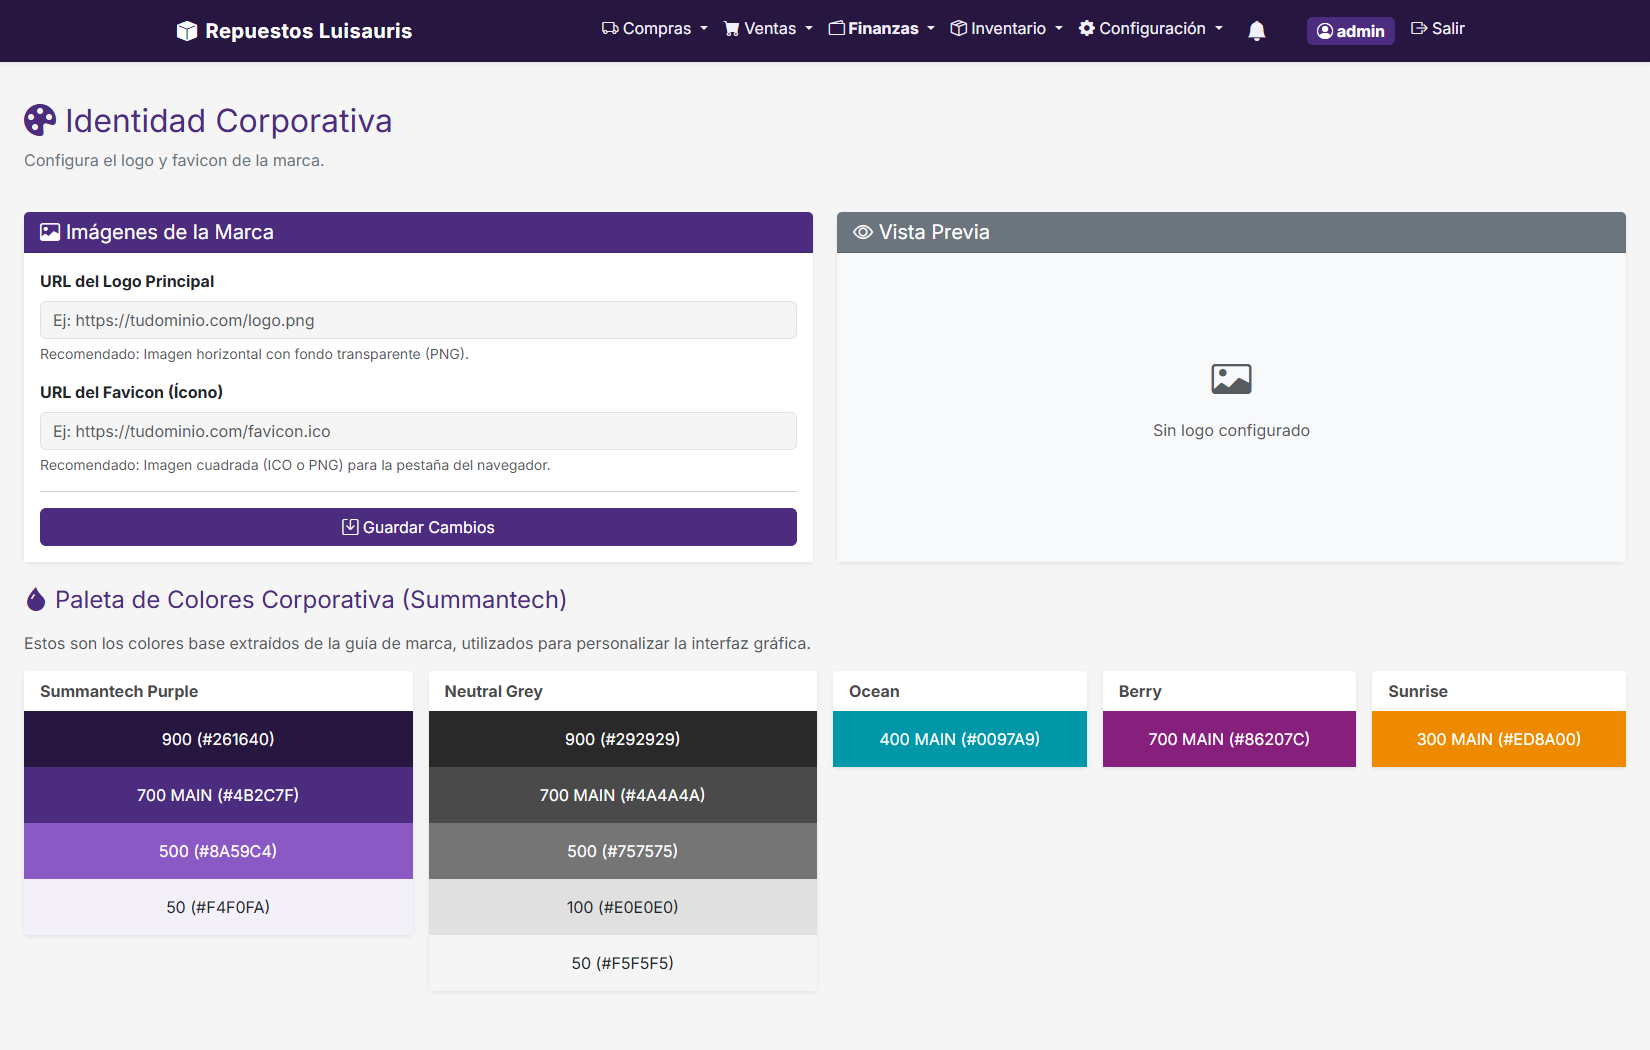 Repuestos Luisauris
Compras
Ventas
Finanzas
Inventario
Configuración
admin
Salir
Identidad Corporativa
Configura el logo y favicon de la marca.
Imágenes de la Marca
URL del Logo Principal
Ej: https://tudominio.com/logo.png
Recomendado: Imagen horizontal con fondo transparente (PNG).
URL del Favicon (Ícono)
Ej: https://tudominio.com/favicon.ico
Recomendado: Imagen cuadrada (ICO o PNG) para la pestaña del navegador.
Guardar Cambios
Vista Previa
Sin logo configurado
Paleta de Colores Corporativa (Summantech)
Estos son los colores base extraídos de la guía de marca, utilizados para personalizar la interfaz gráfica.
Summantech Purple
900 (#261640)
700 MAIN (#4B2C7F)
500 (#8A59C4)
50 (#F4F0FA)
Neutral Grey
900 (#292929)
700 MAIN (#4A4A4A)
500 (#757575)
100 (#E0E0E0)
50 (#F5F5F5)
Ocean
400 MAIN (#0097A9)
Berry
700 MAIN (#86207C)
Sunrise
300 MAIN (#ED8A00)